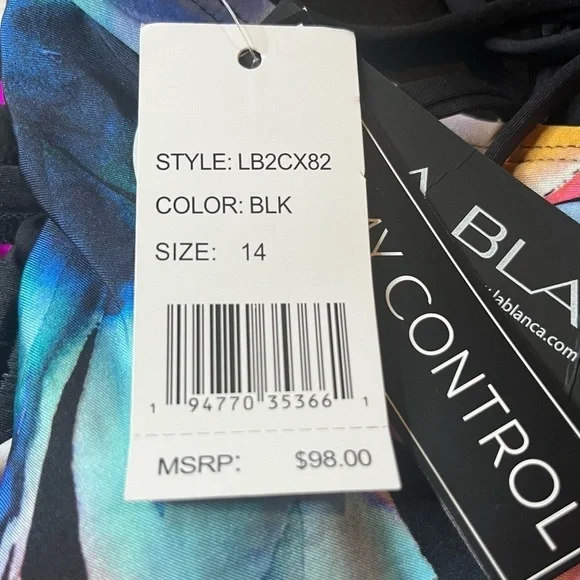 STYLE: LB2CX82
COLOR: BLK
SIZE: 14
1 94770 35366 1
MSRP: $98.00
BLA
lablanca.com
CONTROL